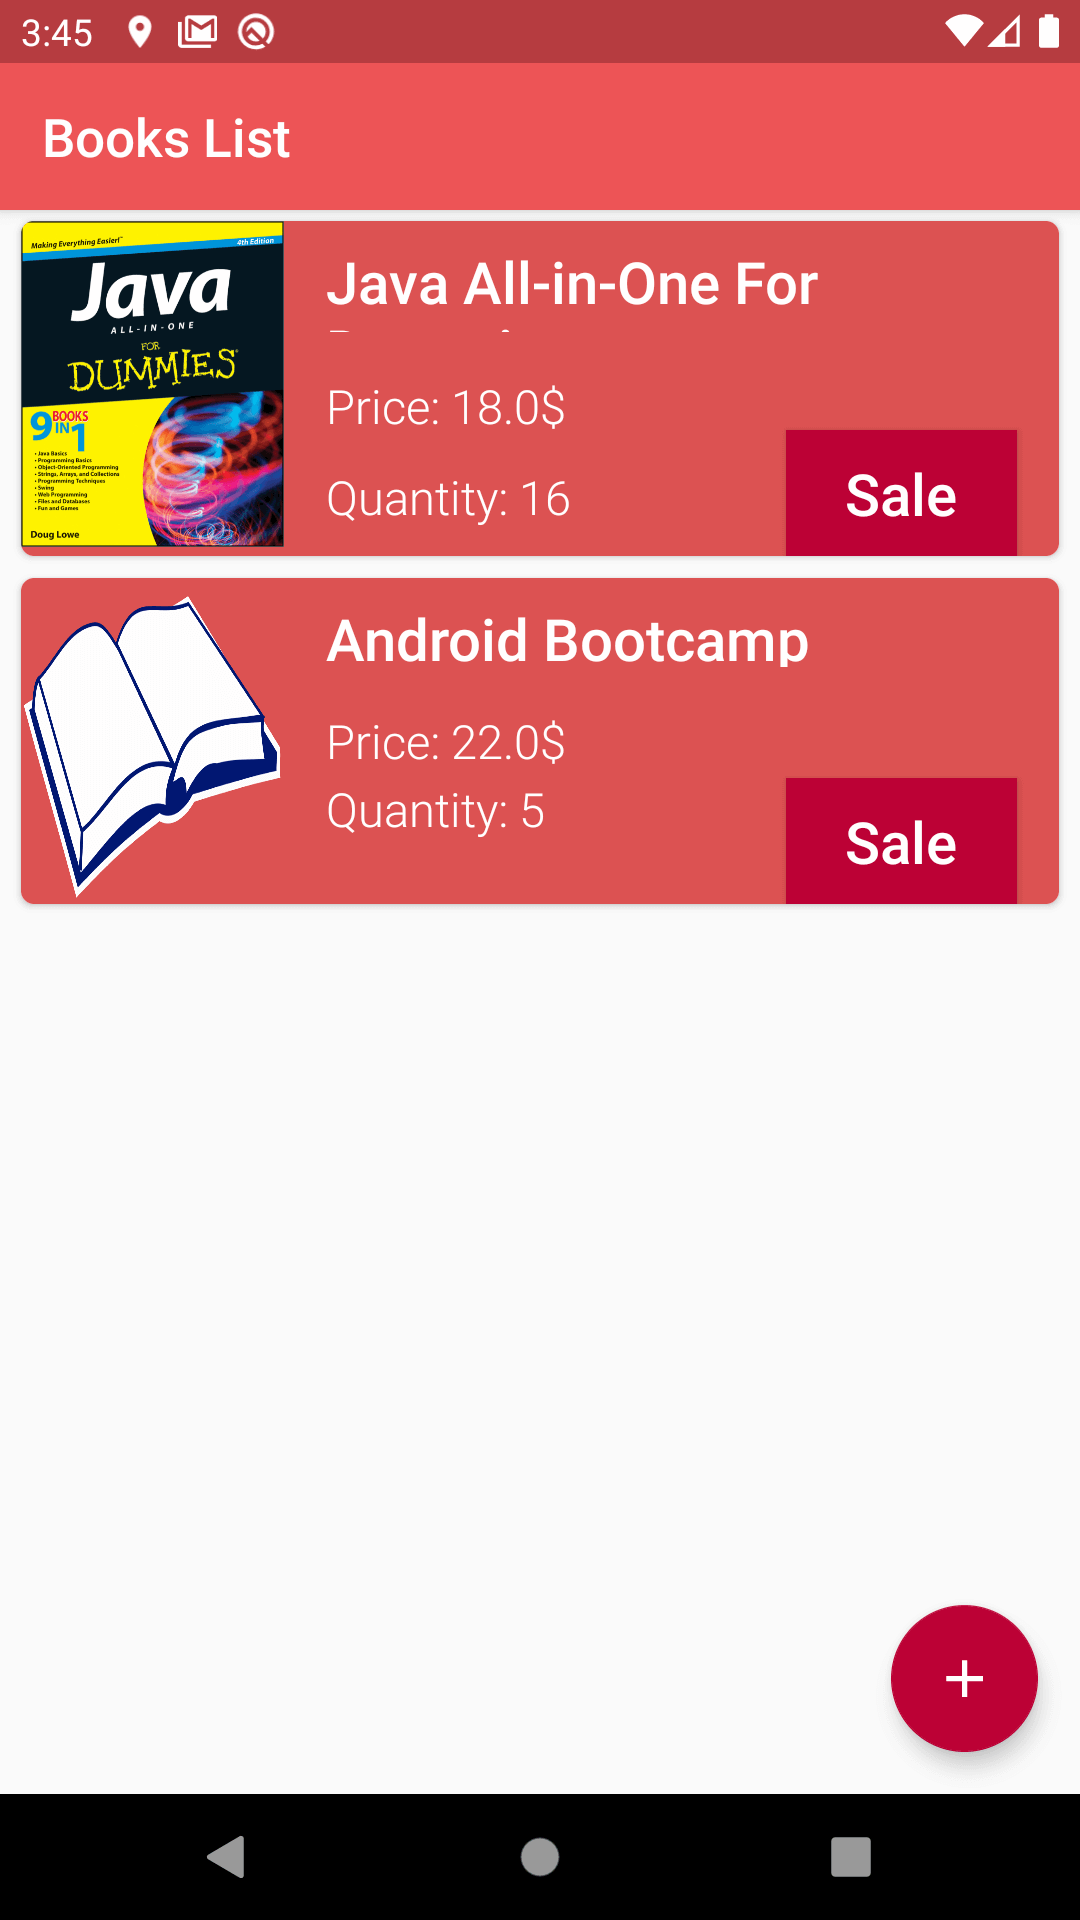 3:45
Books List
Making Everything Easier!™
4th Edition
Java
ALL-IN-ONE
FOR
DUMMIES
9 BOOKS
IN 1
• Java Basics
• Programming Basics
• Object-Oriented Programming
• Strings, Arrays, and Collections
• Programming Techniques
• Swing
• Web Programming
• Files and Databases
• Fun and Games
Doug Lowe
Java All-in-One For
Price: 18.0$
Quantity: 16
Sale
Android Bootcamp
Price: 22.0$
Quantity: 5
Sale